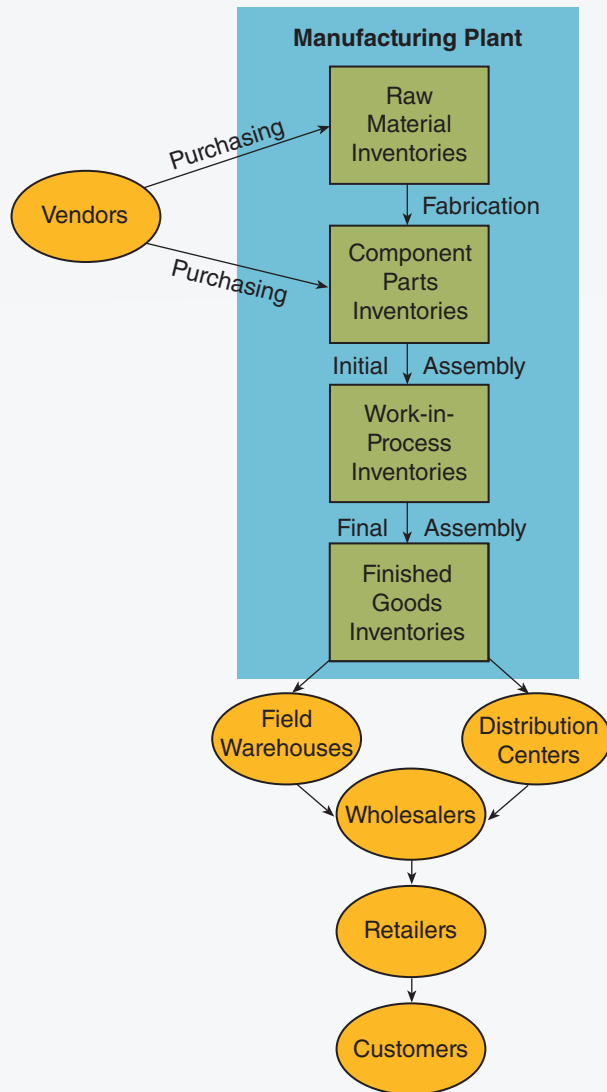 Manufacturing Plant
Raw
Material
Inventories
Purchasing
Vendors
Fabrication
Purchasing
Component
Parts
Inventories
Initial Assembly
Work-in-
Process
Inventories
Final Assembly
Finished
Goods
Inventories
Field
Warehouses
Distribution
Centers
Wholesalers
Retailers
Customers